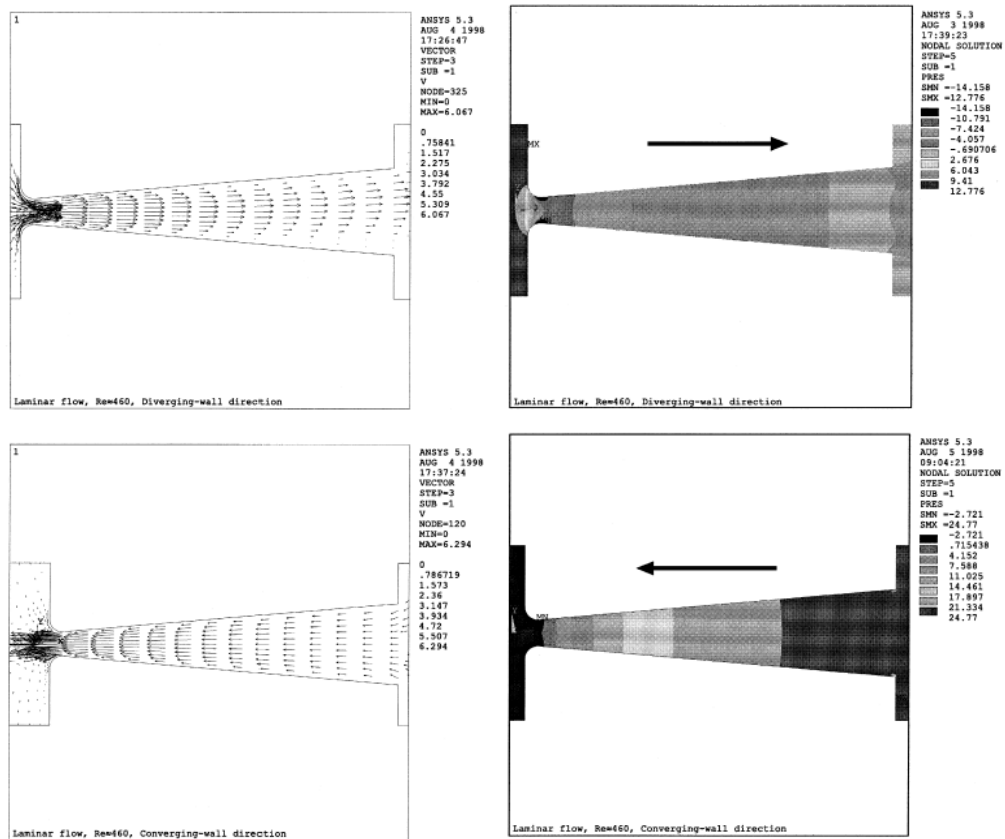 1
ANSYS 5.3
AUG 4 1998
17:26:47
VECTOR
STEP=3
SUB =1
V
NODE=325
MIN=0
MAX=6.067
0
.75841
1.517
2.275
3.034
3.792
4.55
5.309
6.067
Laminar flow, Re=460, Diverging-wall direction
ANSYS 5.3
AUG 3 1998
17:39:23
NODAL SOLUTION
STEP=5
SUB =1
PRES
SMN =-14.158
SMX =12.776
-14.158
-10.791
-7.424
-4.057
-.690706
2.676
6.043
9.41
12.776
MX
Laminar flow, Re=460, Diverging-wall direction
1
ANSYS 5.3
AUG 4 1998
17:37:24
VECTOR
STEP=3
SUB =1
V
NODE=120
MIN=0
MAX=6.294
0
.786719
1.573
2.36
3.147
3.934
4.72
5.507
6.294
Laminar flow, Re=460, Converging-wall direction
ANSYS 5.3
AUG 5 1998
09:04:21
NODAL SOLUTION
STEP=5
SUB =1
PRES
SMN =-2.721
SMX =24.77
-2.721
.715438
4.152
7.588
11.025
14.461
17.897
21.334
24.77
MN
Laminar flow, Re=460, Converging-wall direction